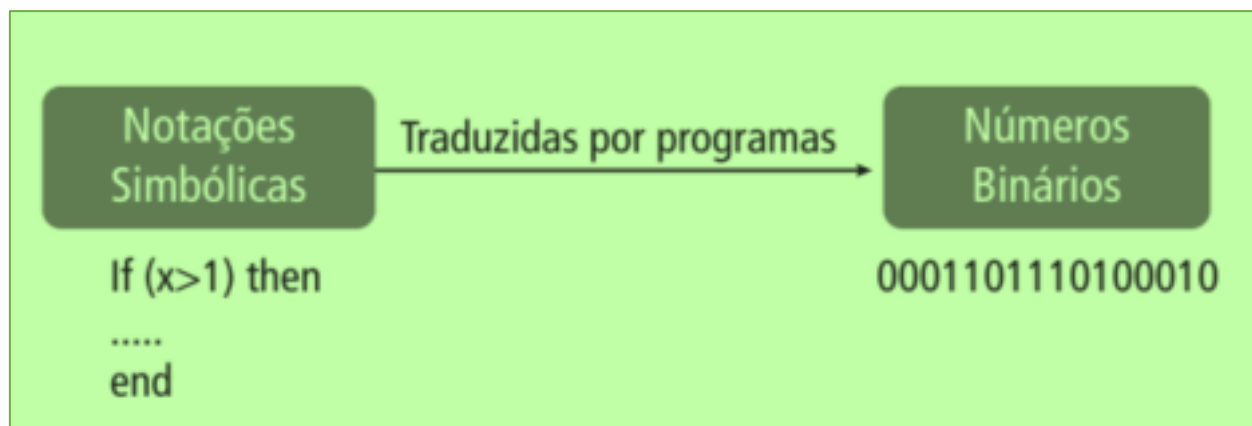 Notações
Simbólicas
Traduzidas por programas
Números
Binários
If (x>1) then
.....
end
0001101110100010